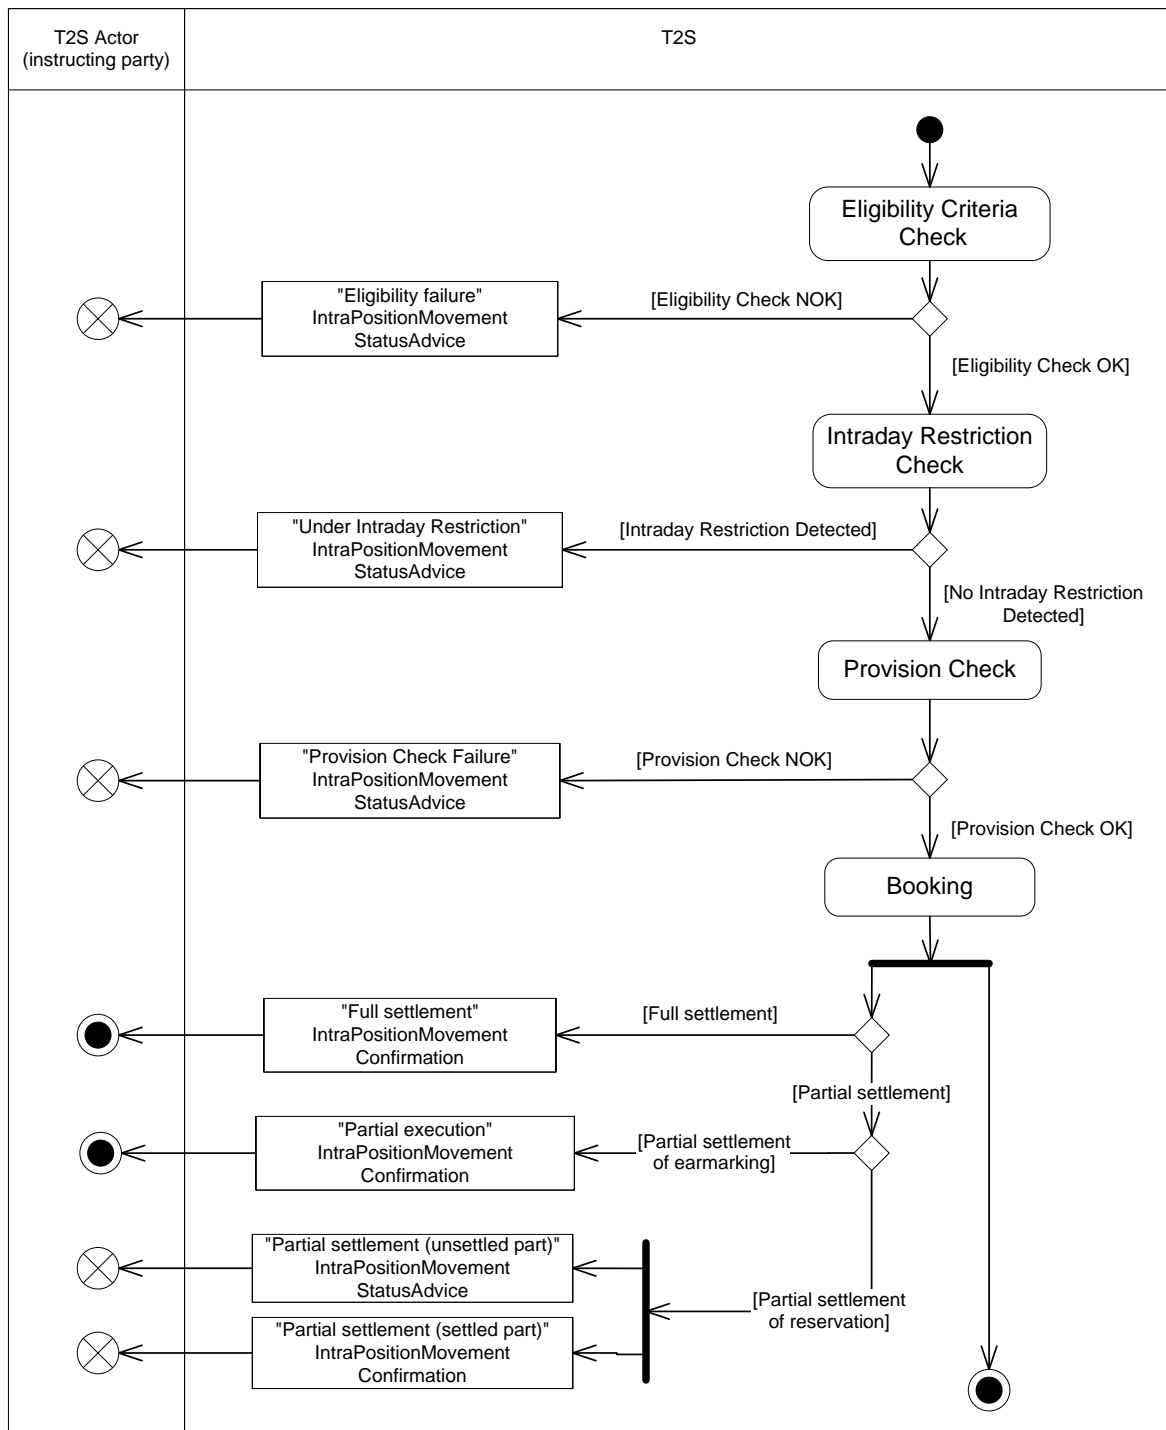 T2S Actor
(instructing party)
T2S
Eligibility Criteria
Check
"Eligibility failure"
IntraPositionMovement
StatusAdvice
[Eligibility Check NOK]
[Eligibility Check OK]
Intraday Restriction
Check
"Under Intraday Restriction"
IntraPositionMovement
StatusAdvice
[Intraday Restriction Detected]
[No Intraday Restriction
Detected]
Provision Check
"Provision Check Failure"
IntraPositionMovement
StatusAdvice
[Provision Check NOK]
[Provision Check OK]
Booking
"Full settlement"
IntraPositionMovement
Confirmation
[Full settlement]
[Partial settlement]
"Partial execution"
IntraPositionMovement
Confirmation
[Partial settlement
of earmarking]
"Partial settlement (unsettled part)"
IntraPositionMovement
StatusAdvice
[Partial settlement
of reservation]
"Partial settlement (settled part)"
IntraPositionMovement
Confirmation